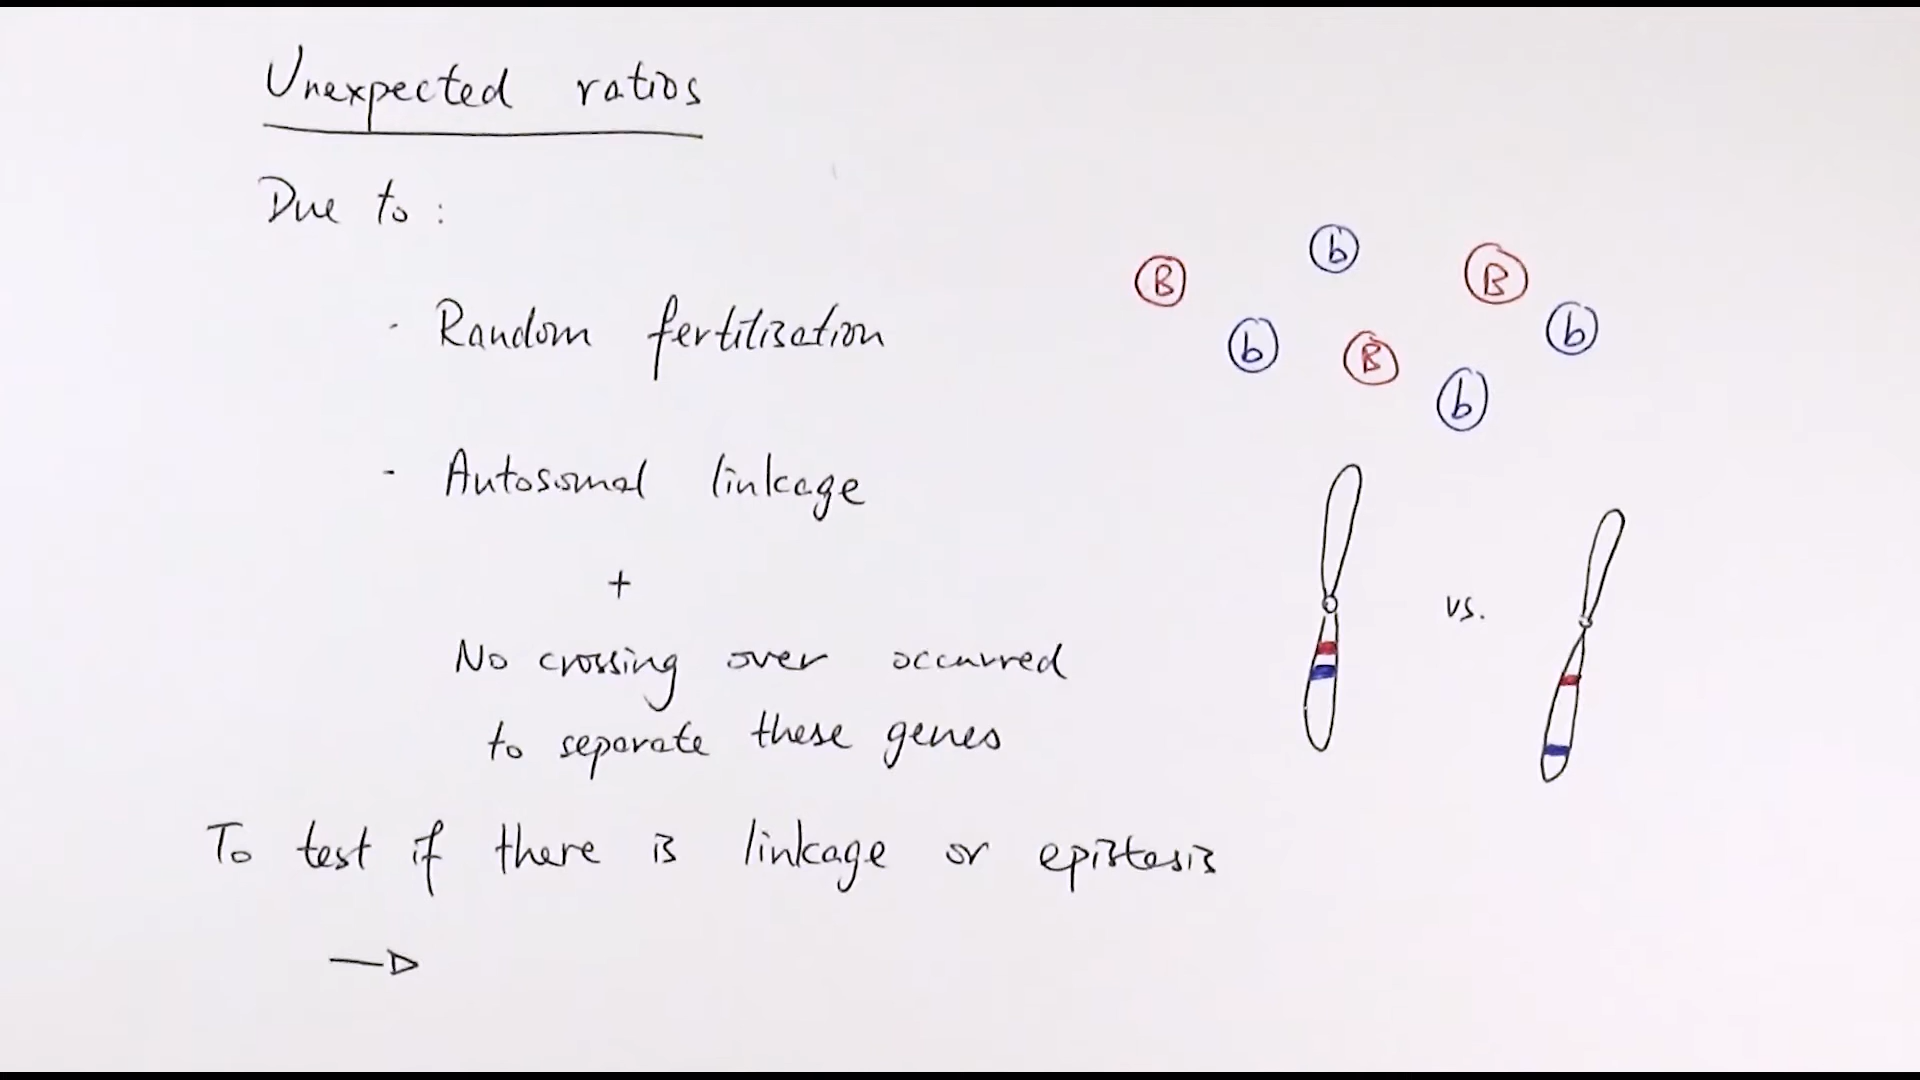 Unexpected ratios
Due to :
B b B
b B b b
- Random fertilisation
- Autosomal linkage
+
vs.
No crossing over occurred
to separate these genes
To test if there is linkage or epistasis